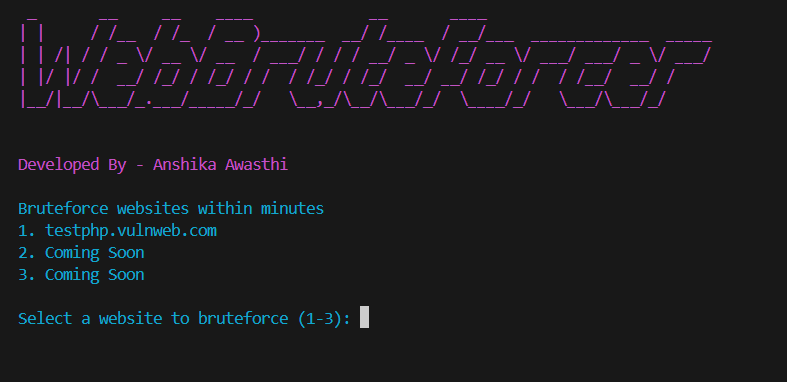 WebBruteForcer
Developed By - Anshika Awasthi
Bruteforce websites within minutes
1. testphp.vulnweb.com
2. Coming Soon
3. Coming Soon
Select a website to bruteforce (1-3):